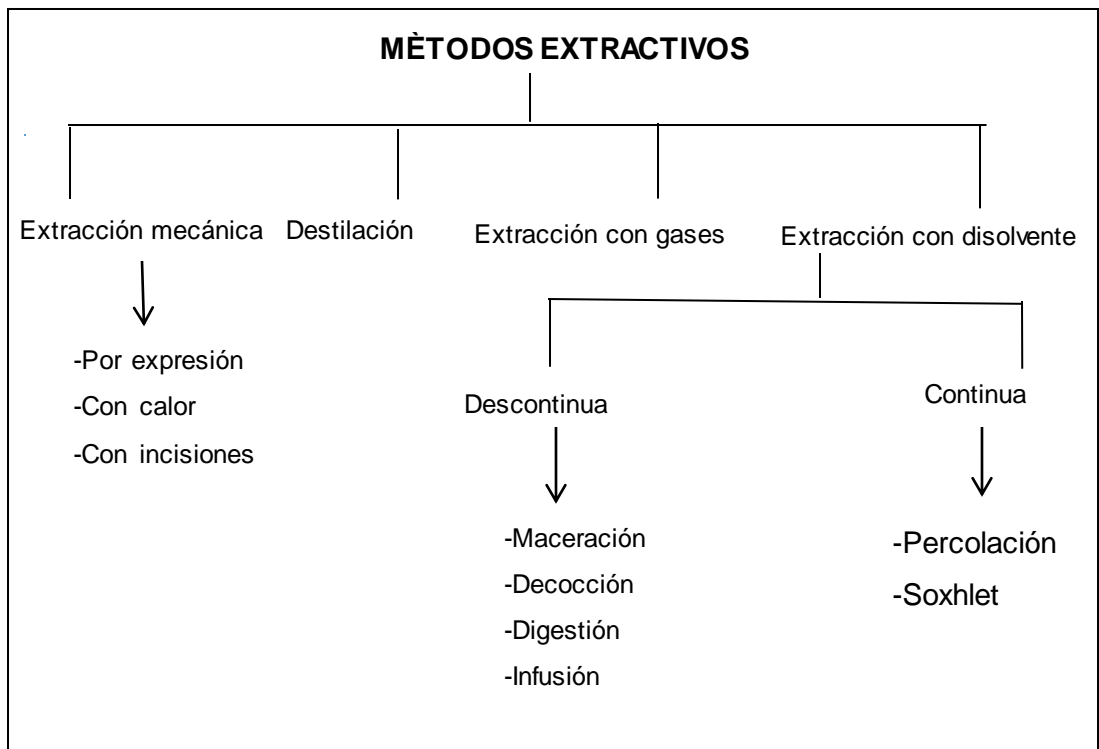 MÈTODOS EXTRACTIVOS
Extracción mecánica
Destilación
Extracción con gases
Extracción con disolvente
-Por expresión
-Con calor
-Con incisiones
Descontinua
Continua
-Maceración
-Decocción
-Digestión
-Infusión
-Percolación
-Soxhlet